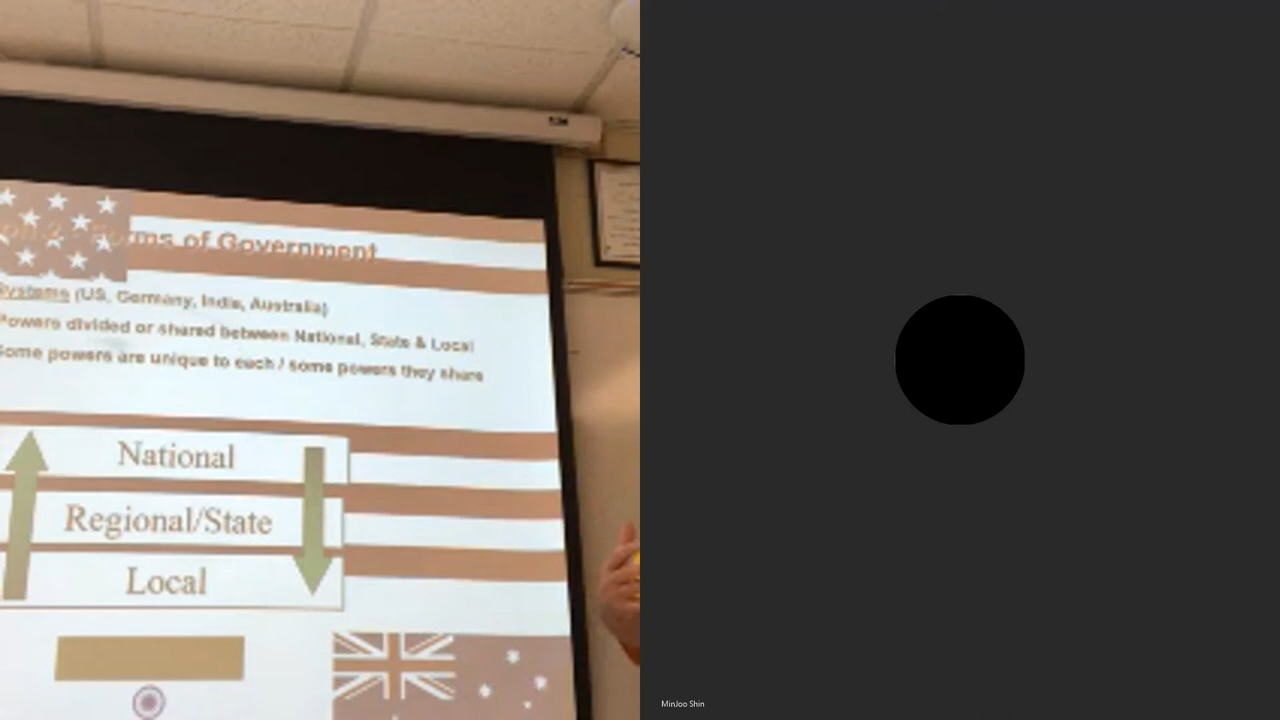 Forms of Government
Systems (US, Germany, India, Australia)
Powers divided or shared between National, State & Local
Some powers are unique to each / some powers they share
National
Regional/State
Local
MinJoo Shin